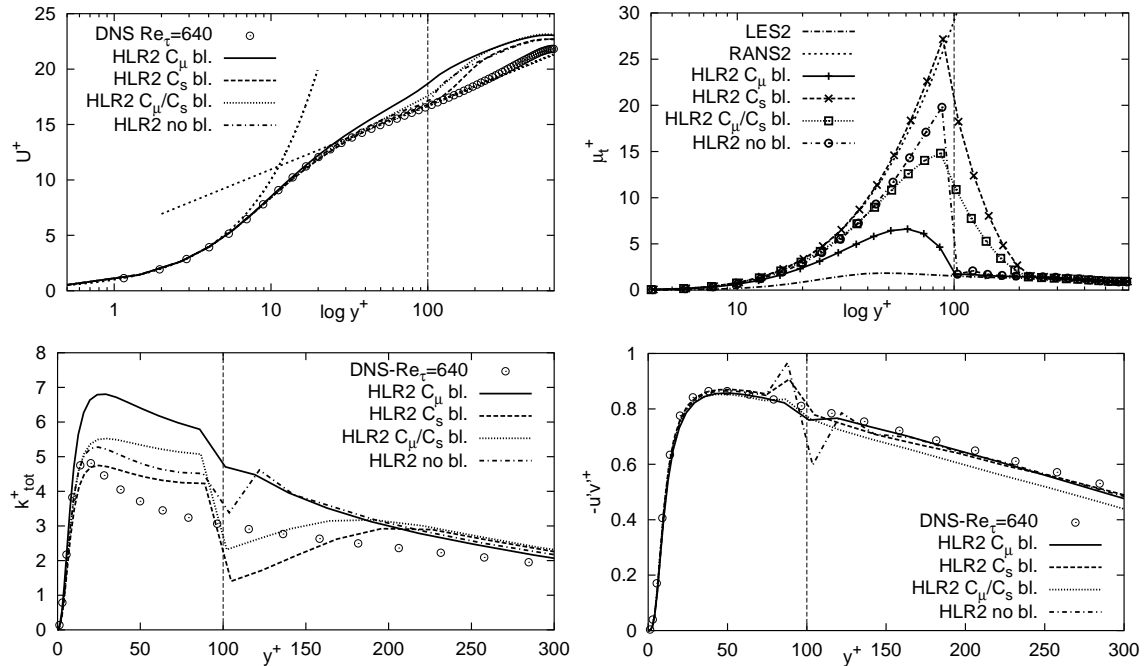 DNS Reτ=640
HLR2 Cμ bl.
HLR2 Cs bl.
HLR2 Cμ/Cs bl.
HLR2 no bl.
U+
25
20
15
10
5
0
1
10
100
log y+
LES2
RANS2
HLR2 Cμ bl.
HLR2 Cs bl.
HLR2 Cμ/Cs bl.
HLR2 no bl.
μt+
30
25
20
15
10
5
0
10
100
log y+
DNS-Reτ=640
HLR2 Cμ bl.
HLR2 Cs bl.
HLR2 Cμ/Cs bl.
HLR2 no bl.
k+tot
8
7
6
5
4
3
2
1
0
0 50 100 150 200 250 300
y+
DNS-Reτ=640
HLR2 Cμ bl.
HLR2 Cs bl.
HLR2 Cμ/Cs bl.
HLR2 no bl.
-u'v'+
1
0.8
0.6
0.4
0.2
0
0 50 100 150 200 250 300
y+